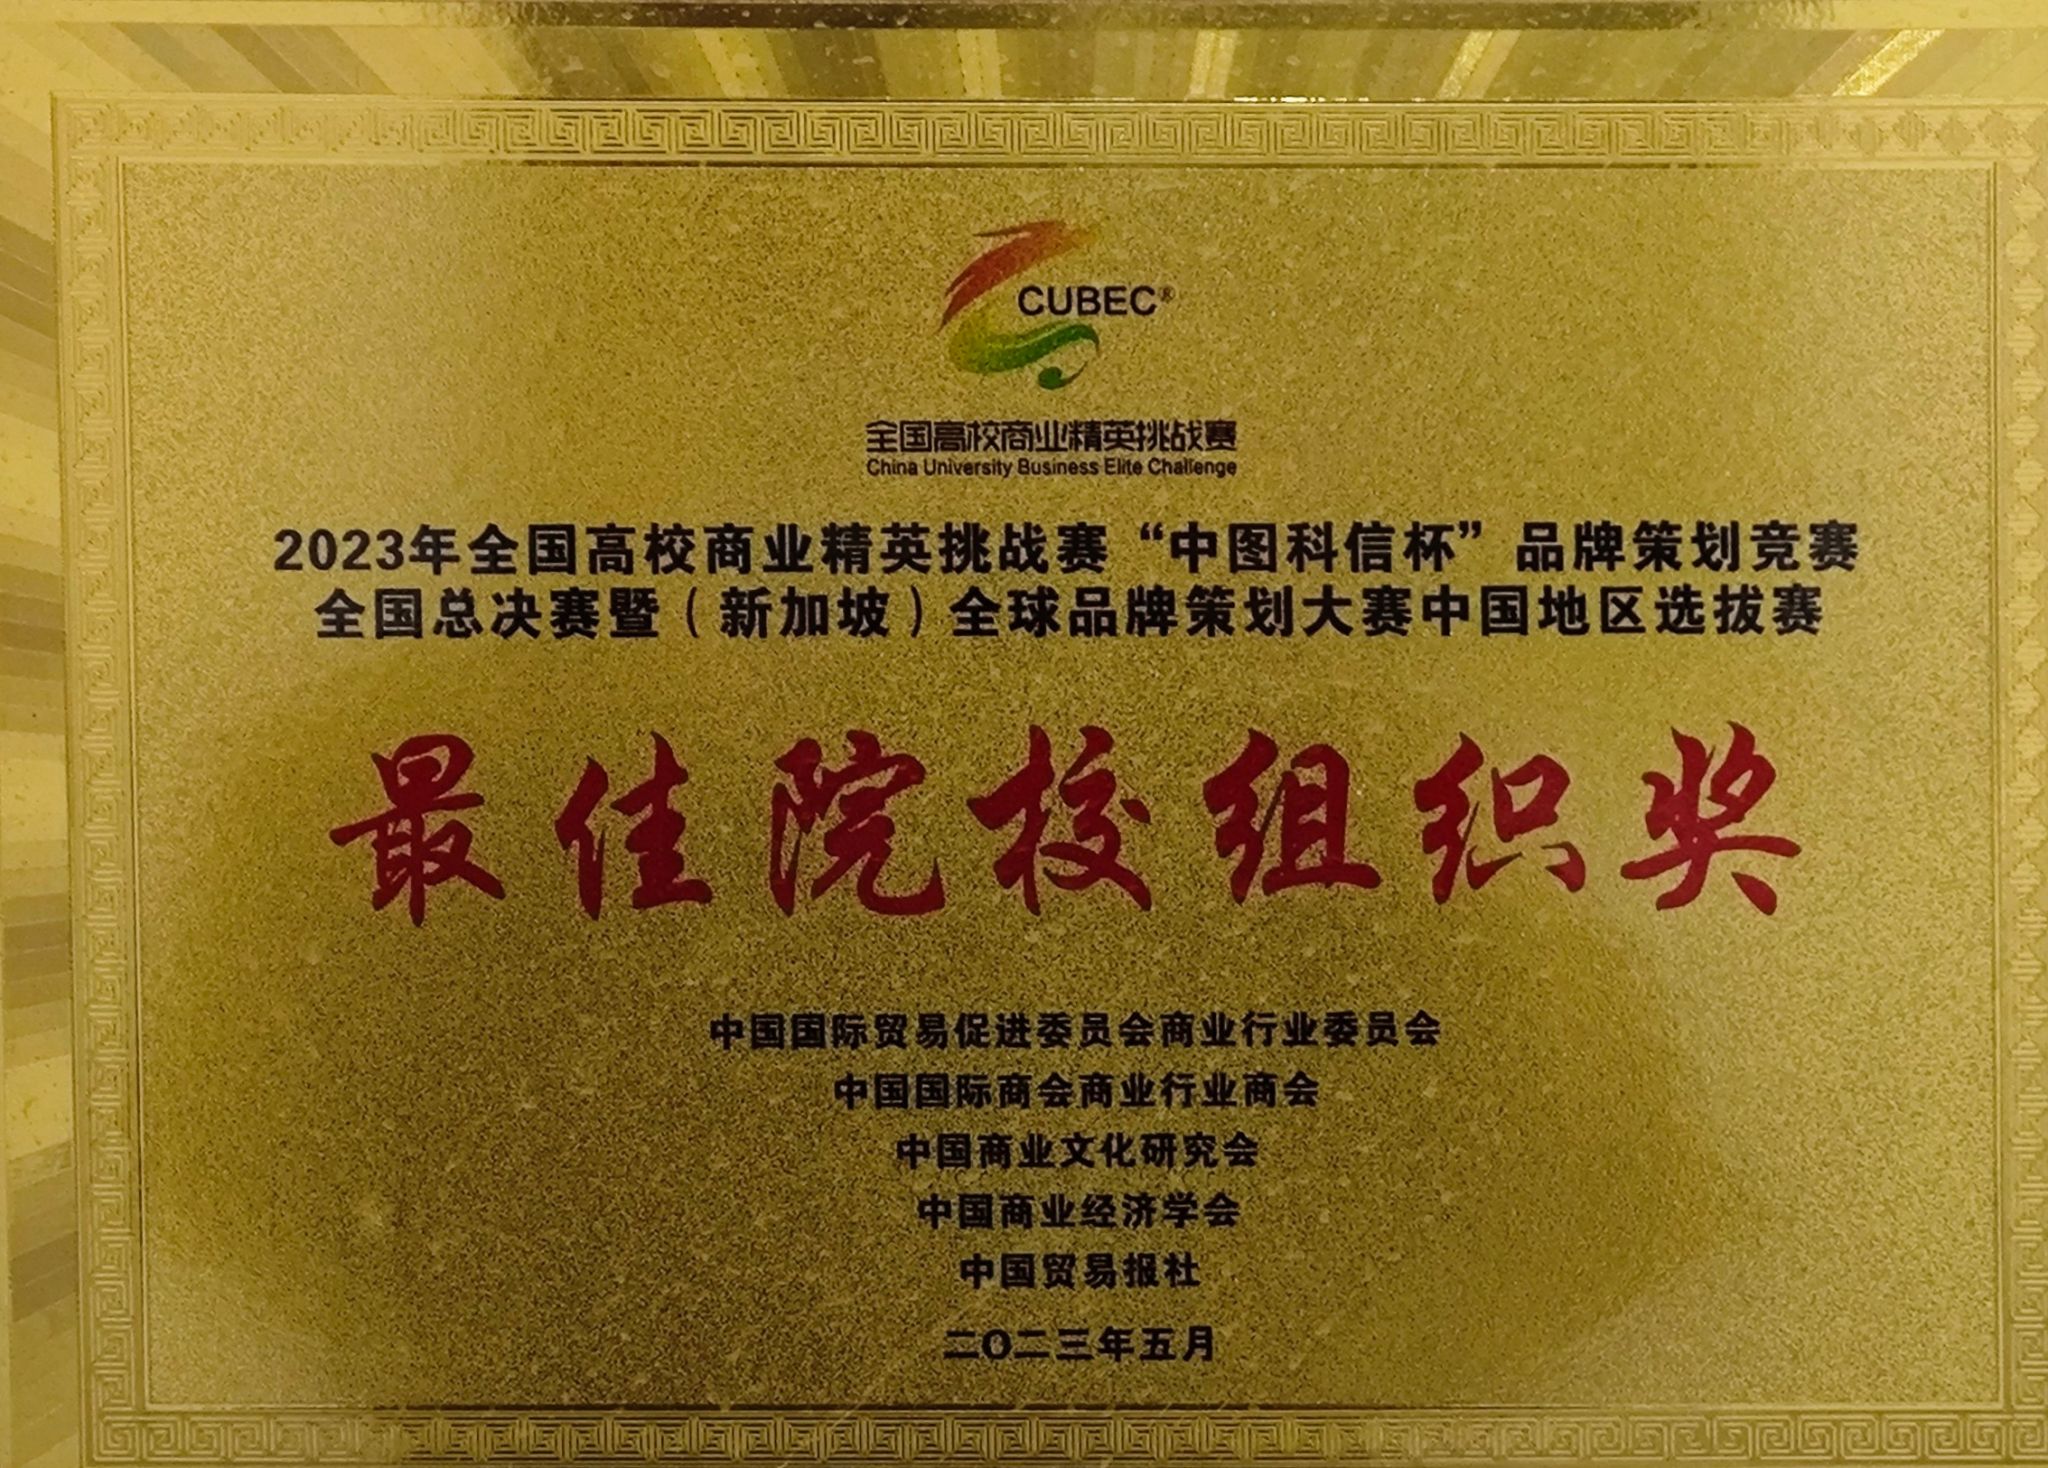 CUBEC®
全国高校商业精英挑战赛
China University Business Elite Challenge
2023年全国高校商业精英挑战赛“中图科信杯”品牌策划竞赛
全国总决赛暨（新加坡）全球品牌策划大赛中国地区选拔赛
最佳院校组织奖
中国国际贸易促进委员会商业行业委员会
中国国际商会商业行业商会
中国商业文化研究会
中国商业经济学会
中国贸易报社
二〇二三年五月